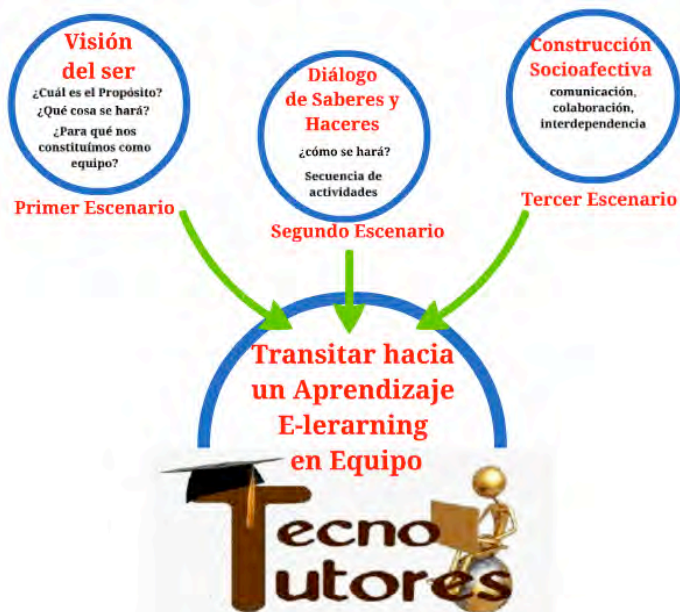 Visión
del ser
¿Cuál es el Propósito?
¿Qué cosa se hará?
¿Para qué nos
constituímos como
equipo?
Primer Escenario
Diálogo
de Saberes y
Haceres
¿cómo se hará?
Secuencia de
actividades
Segundo Escenario
Construcción
Socioafectiva
comunicación,
colaboración,
interdependencia
Tercer Escenario
Transitar hacia
un Aprendizaje
E-lerarning
en Equipo
Tecno
Tutores